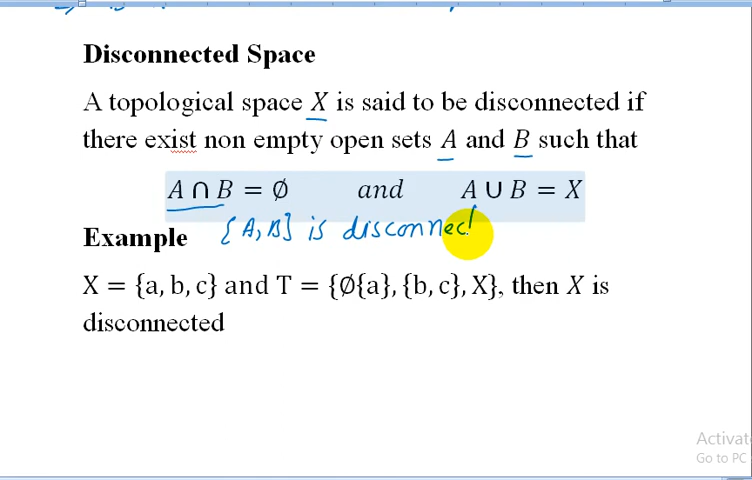 Disconnected Space
A topological space X is said to be disconnected if
there exist non empty open sets A and B such that
A ∩ B = ∅ and A ∪ B = X
Example {A, B} is disconnect
X = {a, b, c} and T = {∅{a}, {b, c}, X}, then X is
disconnected
Activat
Go to PC